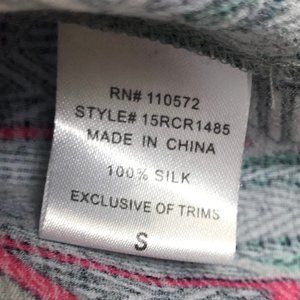 RN# 110572
STYLE# 15RCR1485
MADE IN CHINA
100% SILK
EXCLUSIVE OF TRIMS
S